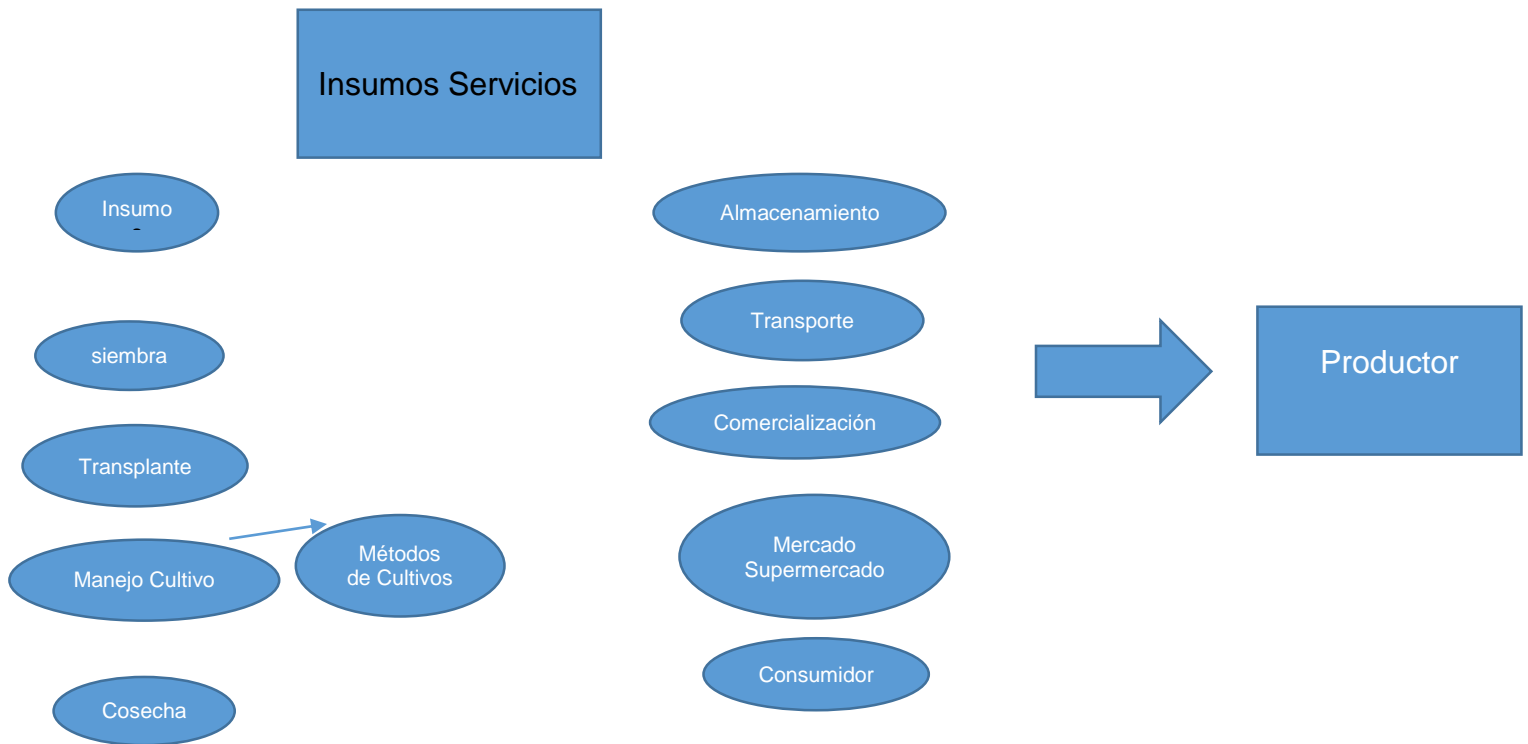 Insumos Servicios
Insumo
siembra
Transplante
Manejo Cultivo
Métodos
de Cultivos
Cosecha
Almacenamiento
Transporte
Comercialización
Mercado
Supermercado
Consumidor
Productor